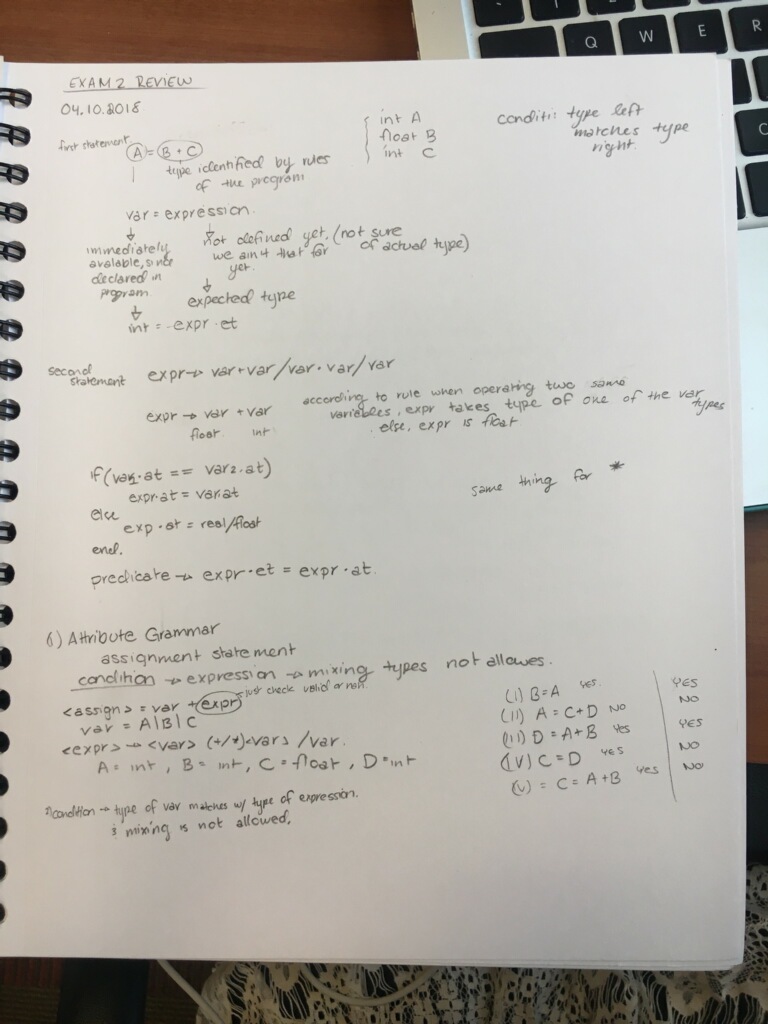 EXAM 2 REVIEW
04.10.2018
first statement A = B + C
type identified by rules
of the program
int A
float B
int C
conditi: type left
matches type
right.
var = expression.
immediately
avalable, since
declared in
program.
not defined yet, (not sure
we ain't that far of actual type)
yet.
expected type
int = expr.et
second
statement expr → var + var / var * var / var
expr → var + var
float int
according to rule when operating two same
variables, expr takes type of one of the var
types
else, expr is float
if (var1.at == var2.at)
expr.at = var.at
else
exp.at = real/float
end.
predicate → expr.et = expr.at.
same thing for *
6) Attribute Grammar
assignment statement
condition → expression → mixing types not allowes.
just check valid or non.
<assign> = var + expr
var = A|B|C
<expr> → <var> (+/*) <var> / var.
A = int, B = int, C = float, D = int
(i) B=A YES. YES
(ii) A = C+D NO NO
(iii) D = A+B Yes YES
(iv) C = D YES NO
(v) = C = A+B Yes NO
condition → type of var matches w/ type of expression.
mixing is not allowed.
Q W E R